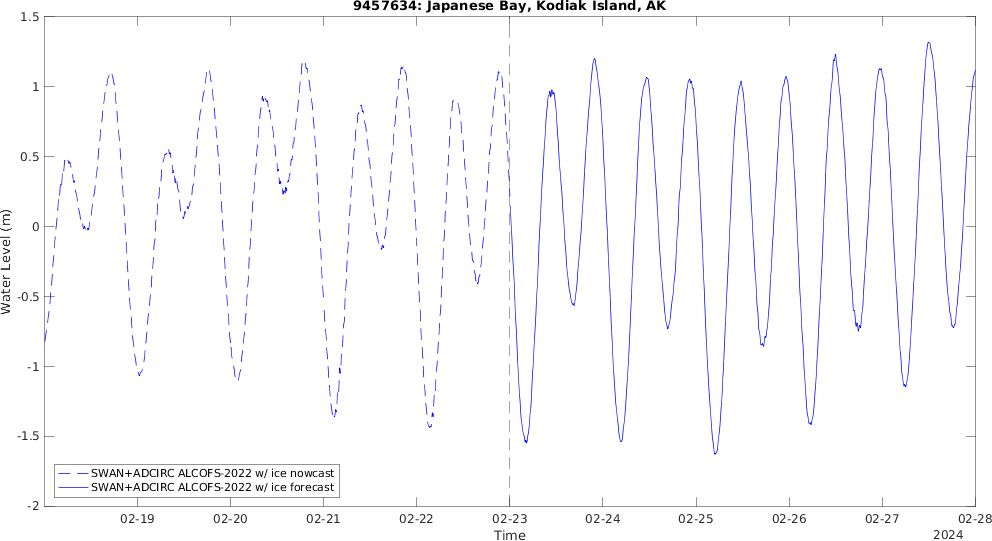 9457634: Japanese Bay, Kodiak Island, AK
1.5
1
0.5
0
-0.5
-1
-1.5
-2
Water Level (m)
SWAN+ADCIRC ALCOFS-2022 w/ ice nowcast
SWAN+ADCIRC ALCOFS-2022 w/ ice forecast
02-19 02-20 02-21 02-22 02-23 02-24 02-25 02-26 02-27 02-28
Time
2024